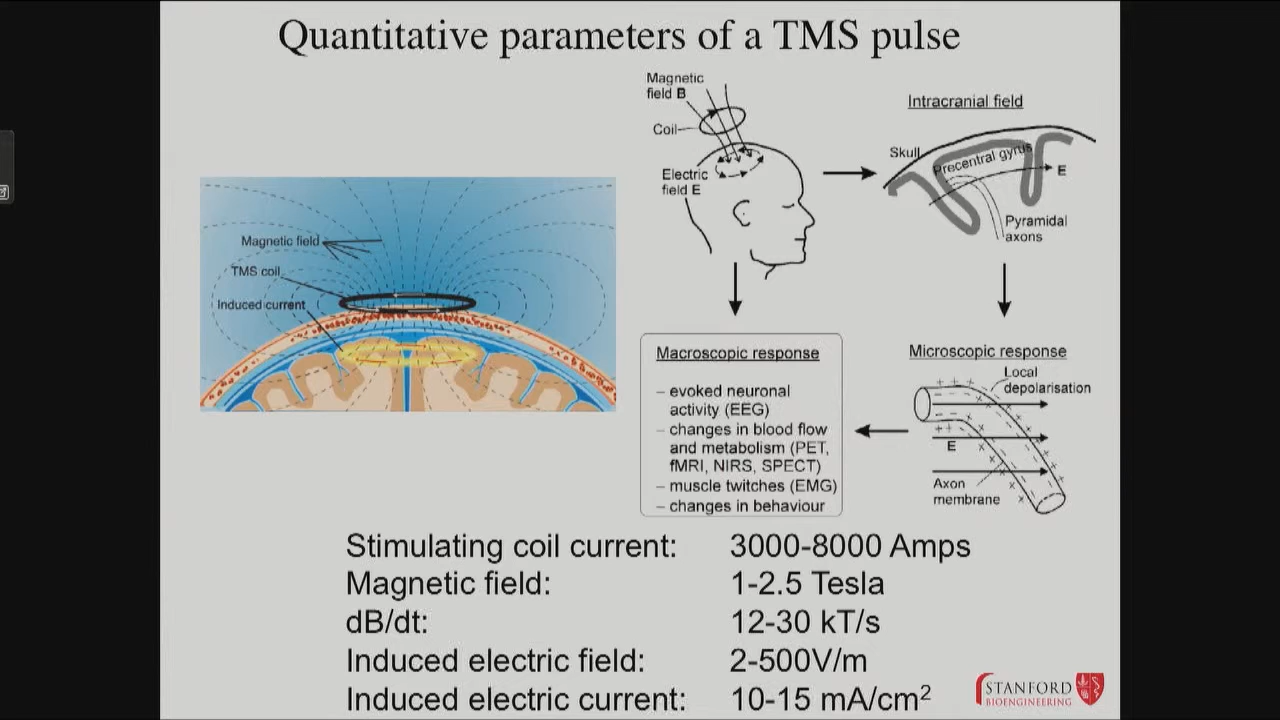 Quantitative parameters of a TMS pulse
Magnetic field
TMS coil
Induced current
Magnetic
field B
Coil
Electric
field E
Intracranial field
Skull
Precentral gyrus
E
Pyramidal
axons
Macroscopic response
– evoked neuronal
activity (EEG)
– changes in blood flow
and metabolism (PET,
fMRI, NIRS, SPECT)
– muscle twitches (EMG)
– changes in behaviour
Microscopic response
Local
depolarisation
E
Axon
membrane
Stimulating coil current: 3000-8000 Amps
Magnetic field: 1-2.5 Tesla
dB/dt: 12-30 kT/s
Induced electric field: 2-500V/m
Induced electric current: 10-15 mA/cm²
STANFORD
BIOENGINEERING